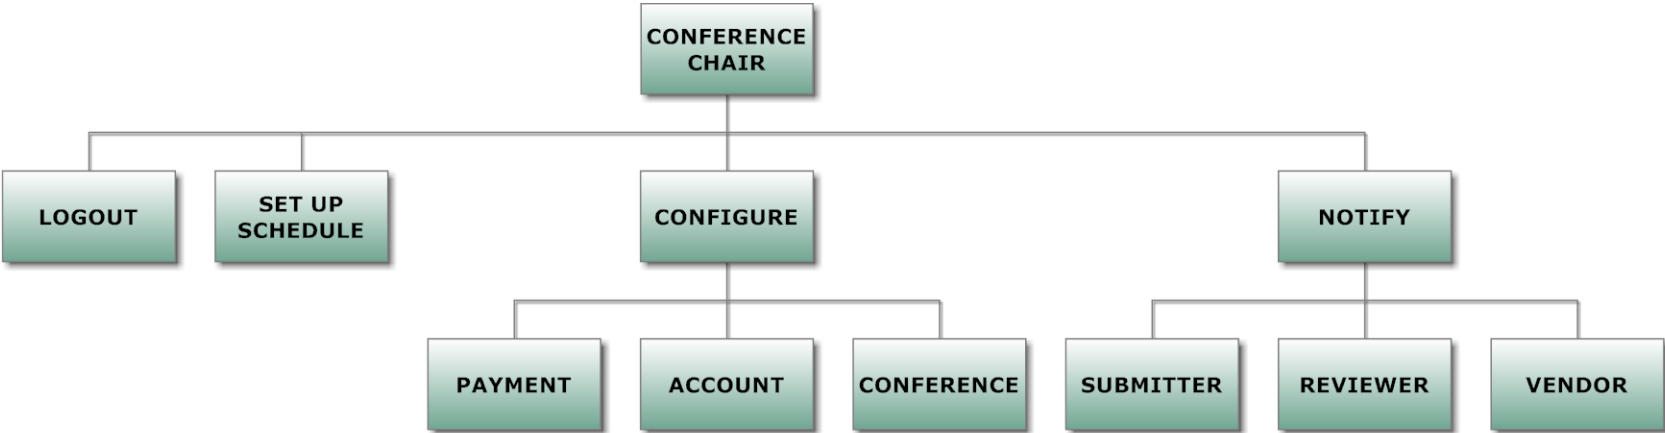 CONFERENCE
CHAIR
LOGOUT
SET UP
SCHEDULE
CONFIGURE
NOTIFY
PAYMENT
ACCOUNT
CONFERENCE
SUBMITTER
REVIEWER
VENDOR